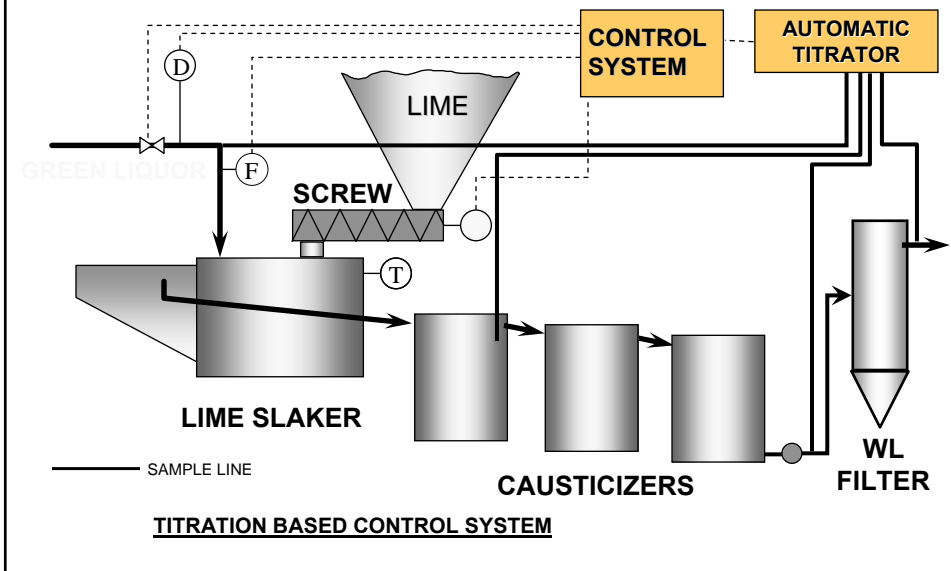 CONTROL
SYSTEM
AUTOMATIC
TITRATOR
D
LIME
GREEN LIQUOR
F
SCREW
T
LIME SLAKER
WL
FILTER
SAMPLE LINE
CAUSTICIZERS
TITRATION BASED CONTROL SYSTEM